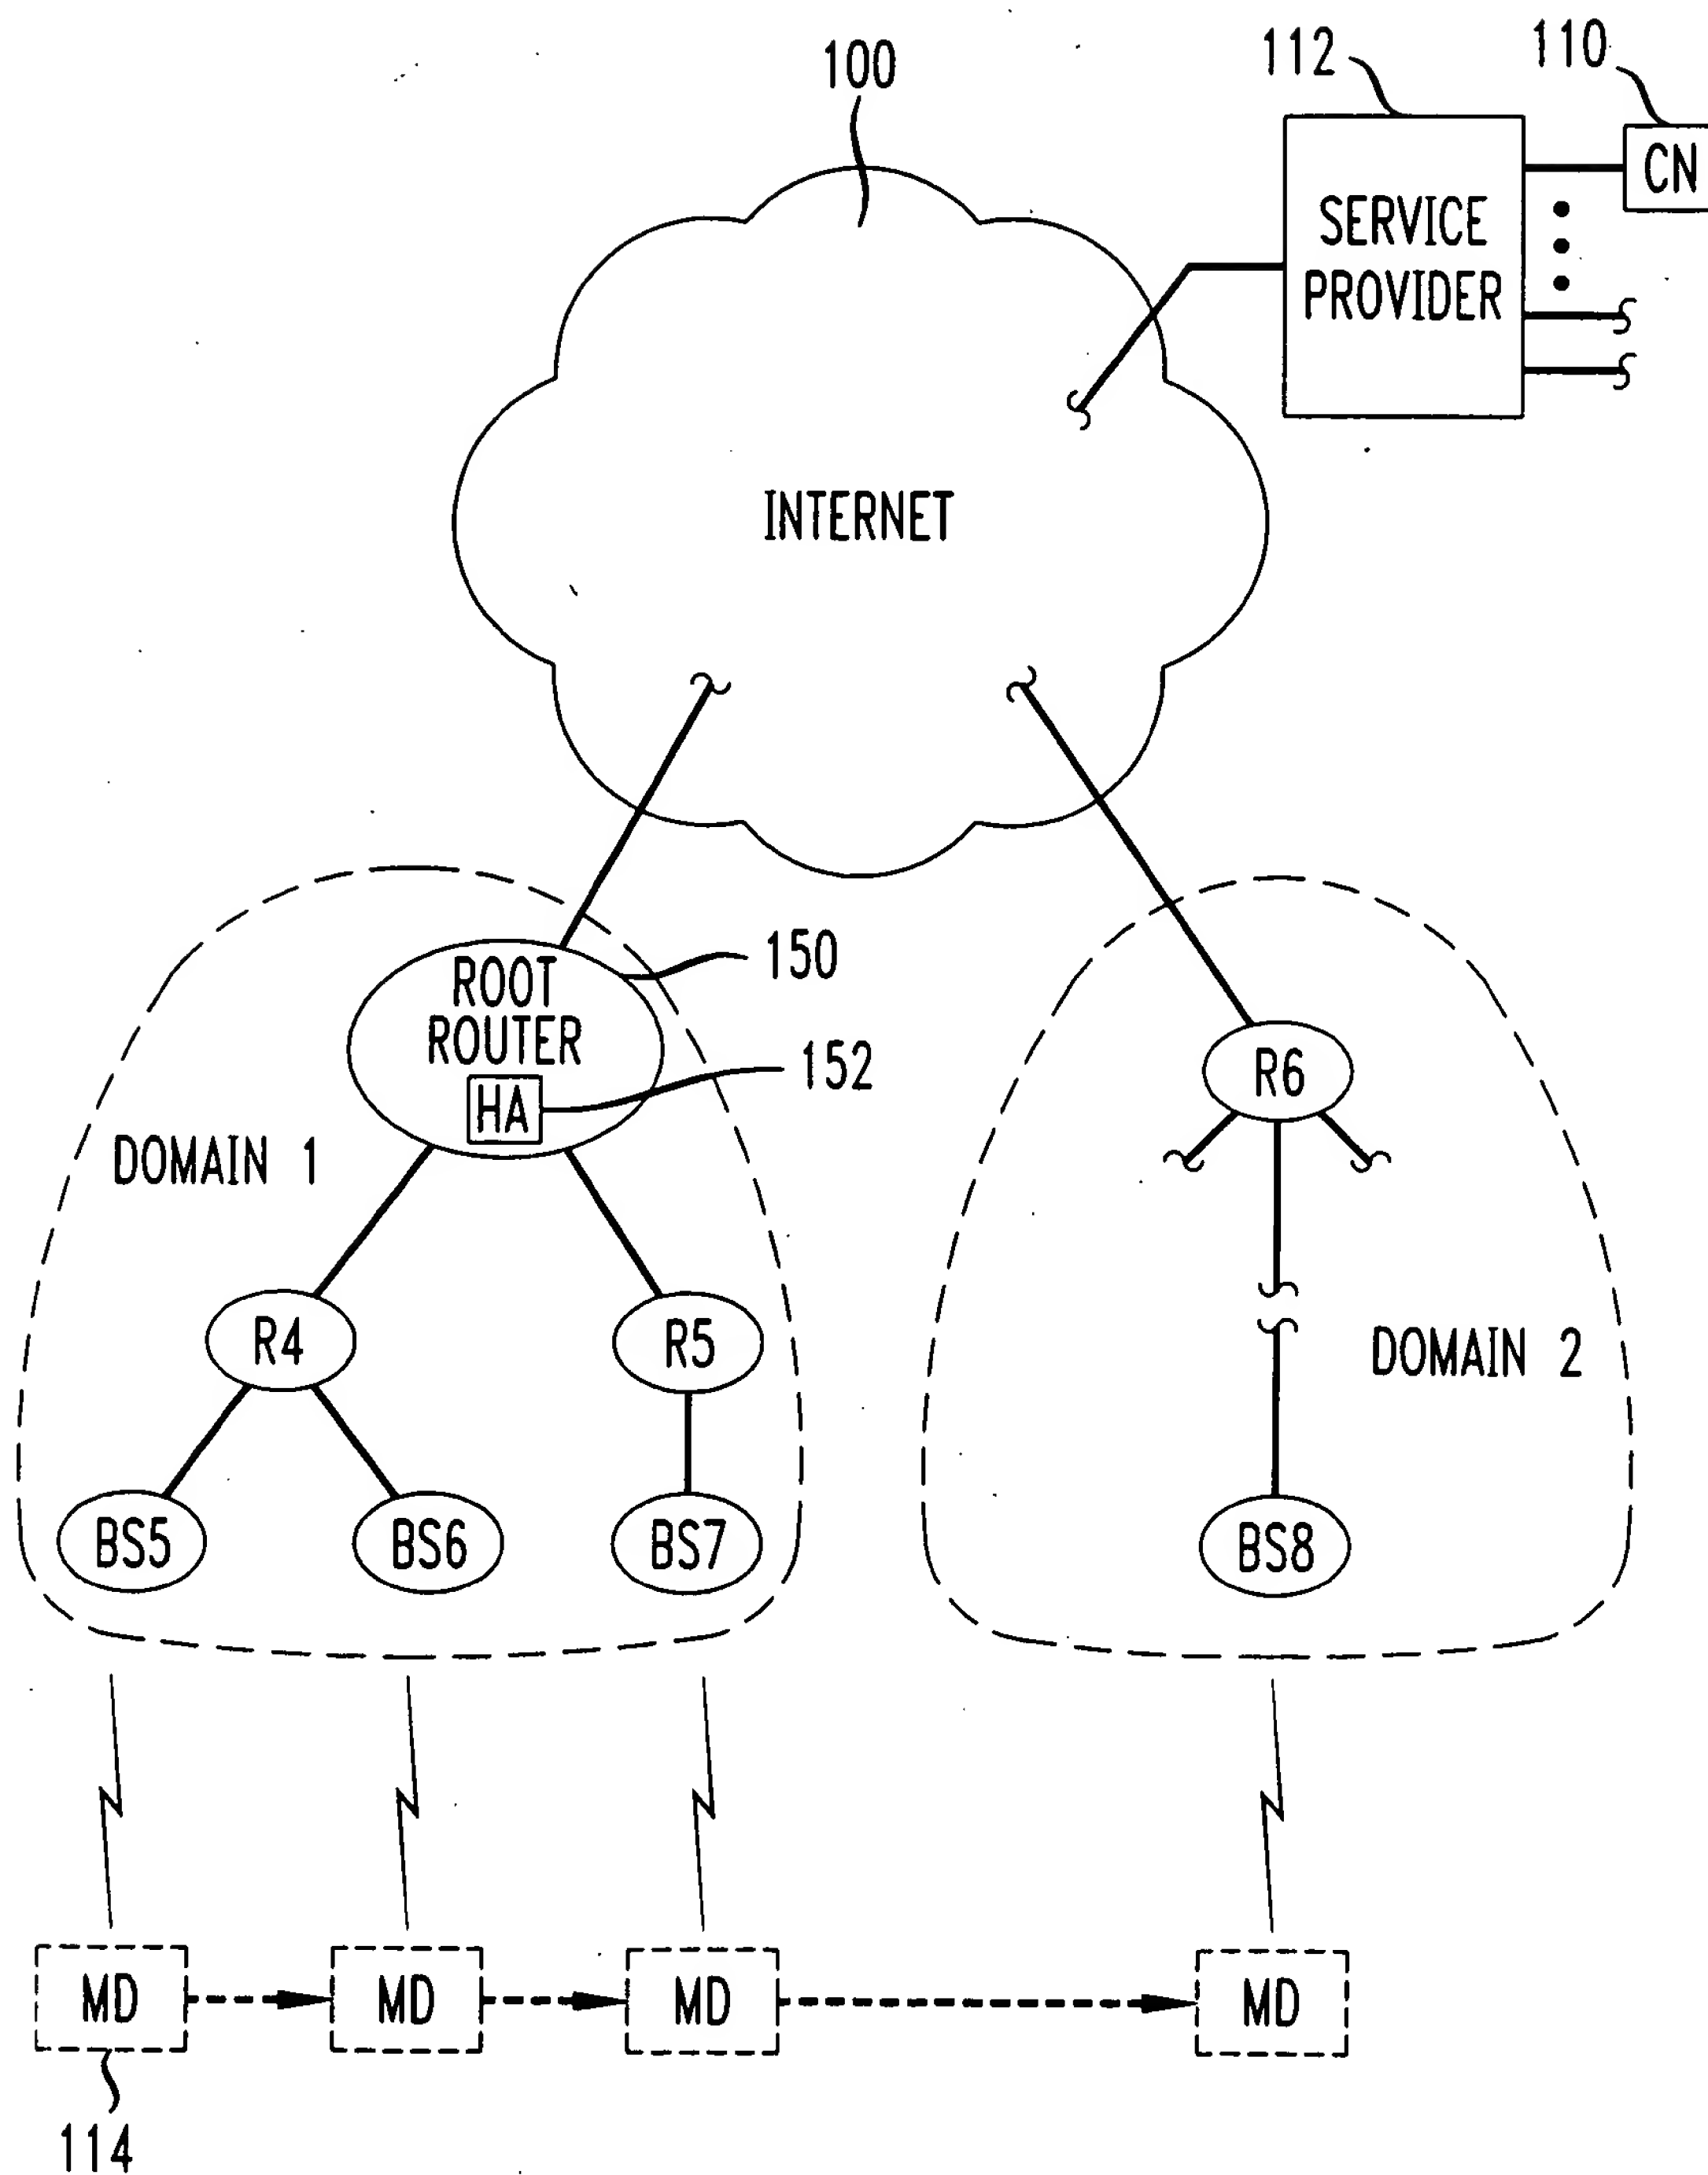 100
112
110
CN
SERVICE
PROVIDER
INTERNET
ROOT
ROUTER
HA
150
152
DOMAIN 1
R6
R4
R5
DOMAIN 2
BS5
BS6
BS7
BS8
MD
MD
MD
MD
114